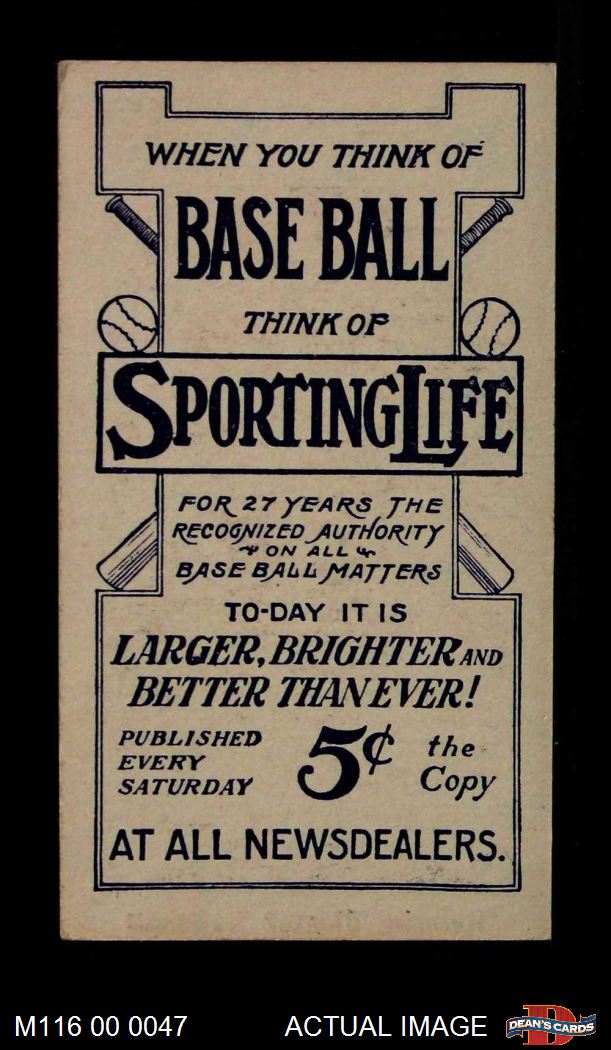 WHEN YOU THINK OF
BASE BALL
THINK OF
SPORTING LIFE
FOR 27 YEARS THE
RECOGNIZED AUTHORITY
ON ALL
BASE BALL MATTERS
TO-DAY IT IS
LARGER, BRIGHTER AND
BETTER THAN EVER!
PUBLISHED
EVERY
SATURDAY
5¢
the
Copy
AT ALL NEWSDEALERS.
M116 00 0047
ACTUAL IMAGE
D
DEAN'S CARDS